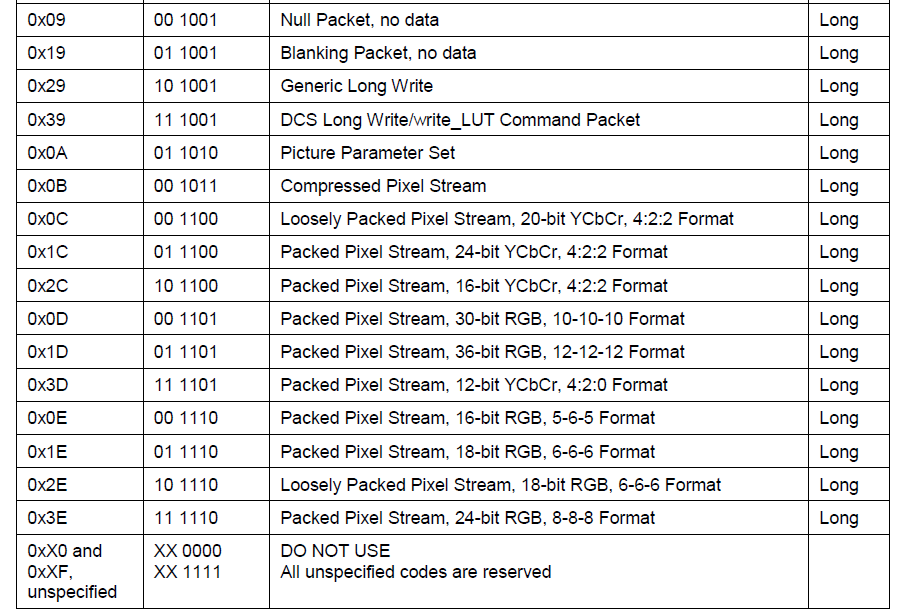 0x09 00 1001 Null Packet, no data Long
0x19 01 1001 Blanking Packet, no data Long
0x29 10 1001 Generic Long Write Long
0x39 11 1001 DCS Long Write/write_LUT Command Packet Long
0x0A 01 1010 Picture Parameter Set Long
0x0B 00 1011 Compressed Pixel Stream Long
0x0C 00 1100 Loosely Packed Pixel Stream, 20-bit YCbCr, 4:2:2 Format Long
0x1C 01 1100 Packed Pixel Stream, 24-bit YCbCr, 4:2:2 Format Long
0x2C 10 1100 Packed Pixel Stream, 16-bit YCbCr, 4:2:2 Format Long
0x0D 00 1101 Packed Pixel Stream, 30-bit RGB, 10-10-10 Format Long
0x1D 01 1101 Packed Pixel Stream, 36-bit RGB, 12-12-12 Format Long
0x3D 11 1101 Packed Pixel Stream, 12-bit YCbCr, 4:2:0 Format Long
0x0E 00 1110 Packed Pixel Stream, 16-bit RGB, 5-6-5 Format Long
0x1E 01 1110 Packed Pixel Stream, 18-bit RGB, 6-6-6 Format Long
0x2E 10 1110 Loosely Packed Pixel Stream, 18-bit RGB, 6-6-6 Format Long
0x3E 11 1110 Packed Pixel Stream, 24-bit RGB, 8-8-8 Format Long
0xX0 and XX 0000 DO NOT USE
0xXF, XX 1111 All unspecified codes are reserved
unspecified